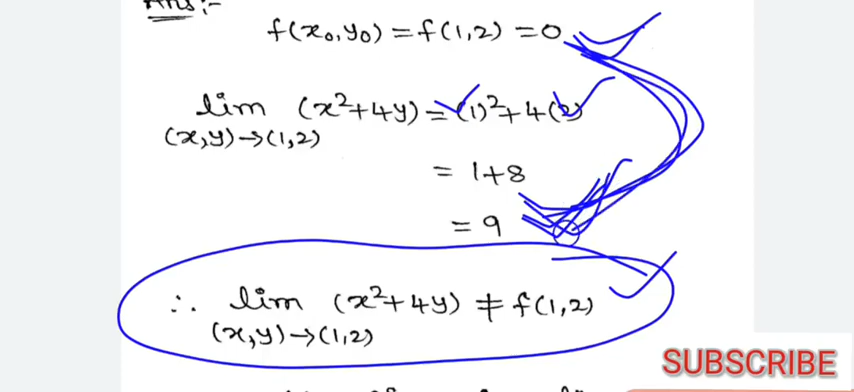 Ans:-
f(x₀,y₀) = f(1,2) = 0
lim (x²+4y) = (1)²+4(2)
(x,y)→(1,2)
= 1+8
= 9
∴ lim (x²+4y) ≠ f(1,2)
(x,y)→(1,2)
SUBSCRIBE